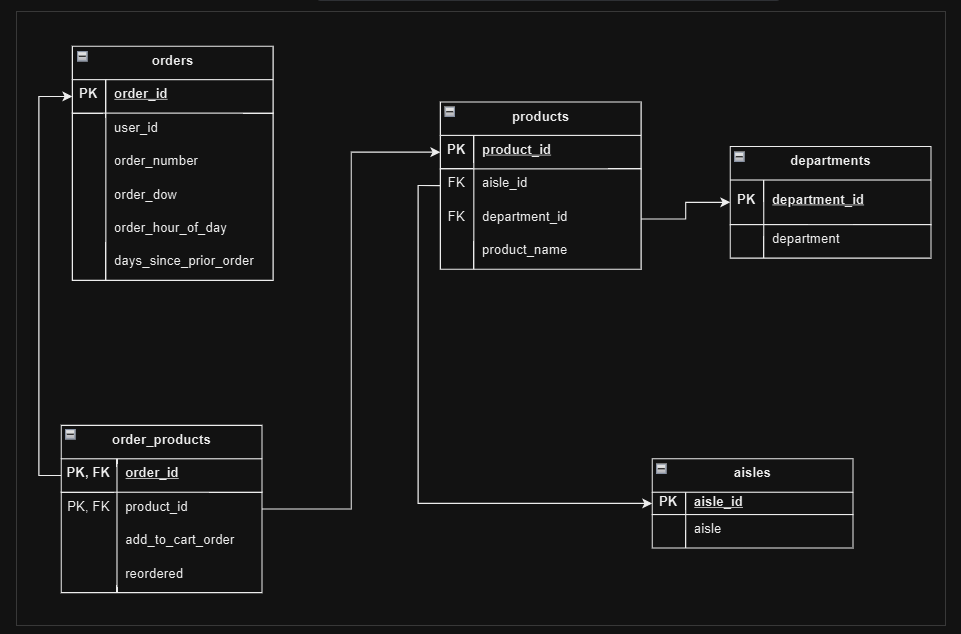 orders
PK order_id
user_id
order_number
order_dow
order_hour_of_day
days_since_prior_order
products
PK product_id
FK aisle_id
FK department_id
product_name
departments
PK department_id
department
order_products
PK, FK order_id
PK, FK product_id
add_to_cart_order
reordered
aisles
PK aisle_id
aisle